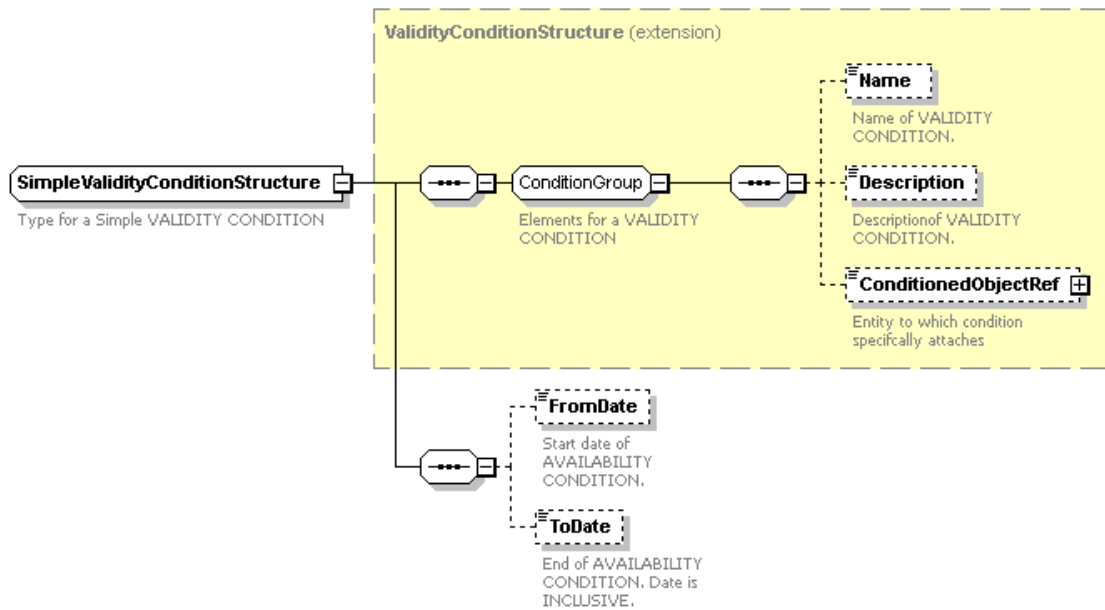 ValidityConditionStructure (extension)
Name
Name of VALIDITY
CONDITION.
SimpleValidityConditionStructure
Type for a Simple VALIDITY CONDITION
ConditionGroup
Elements for a VALIDITY
CONDITION
Description
Descriptionof VALIDITY
CONDITION.
ConditionedObjectRef
Entity to which condition
specifcally attaches
FromDate
Start date of
AVAILABILITY
CONDITION.
ToDate
End of AVAILABILITY
CONDITION. Date is
INCLUSIVE.